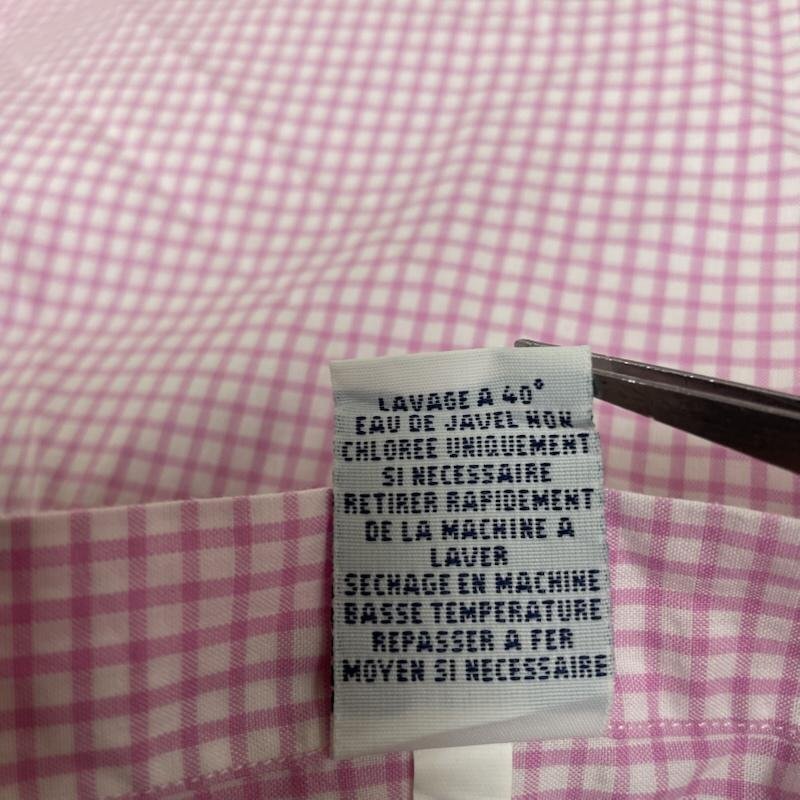 LAVAGE A 40°
EAU DE JAVEL NON
CHLOREE UNIQUEMENT
SI NECESSAIRE
RETIRER RAPIDEMENT
DE LA MACHINE A
LAVER
SECHAGE EN MACHINE
BASSE TEMPERATURE
REPASSER A FER
MOYEN SI NECESSAIRE